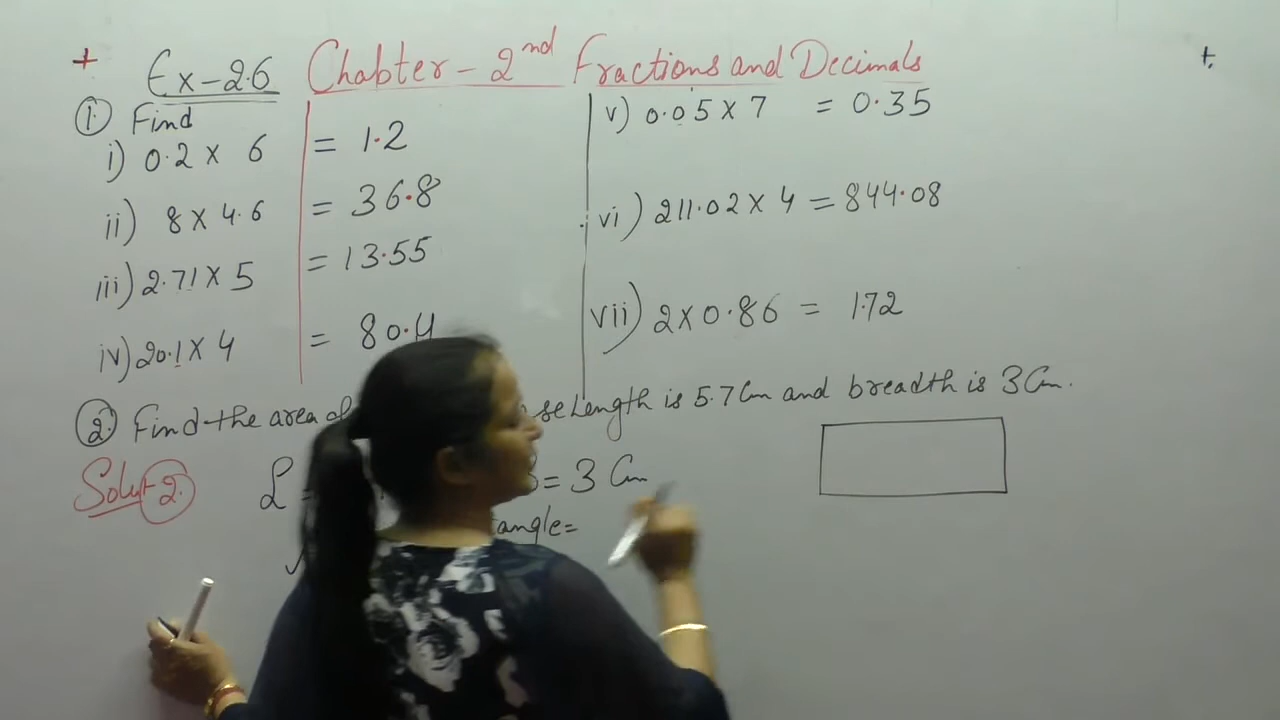 + Ex-2.6 Chabter - 2nd Fractions and Decimals +.
① Find
i) 0.2 X 6 = 1.2
ii) 8 X 4.6 = 36.8
iii) 2.71 X 5 = 13.55
iv) 20.1 X 4 = 80.4
v) 0.05 X 7 = 0.35
vi) 211.02 X 4 = 844.08
vii) 2 X 0.86 = 1.72
② Find the area of se Length is 5.7 Cm and breadth is 3 Cm.
Solut 2. L = = 3 Cm
angle=